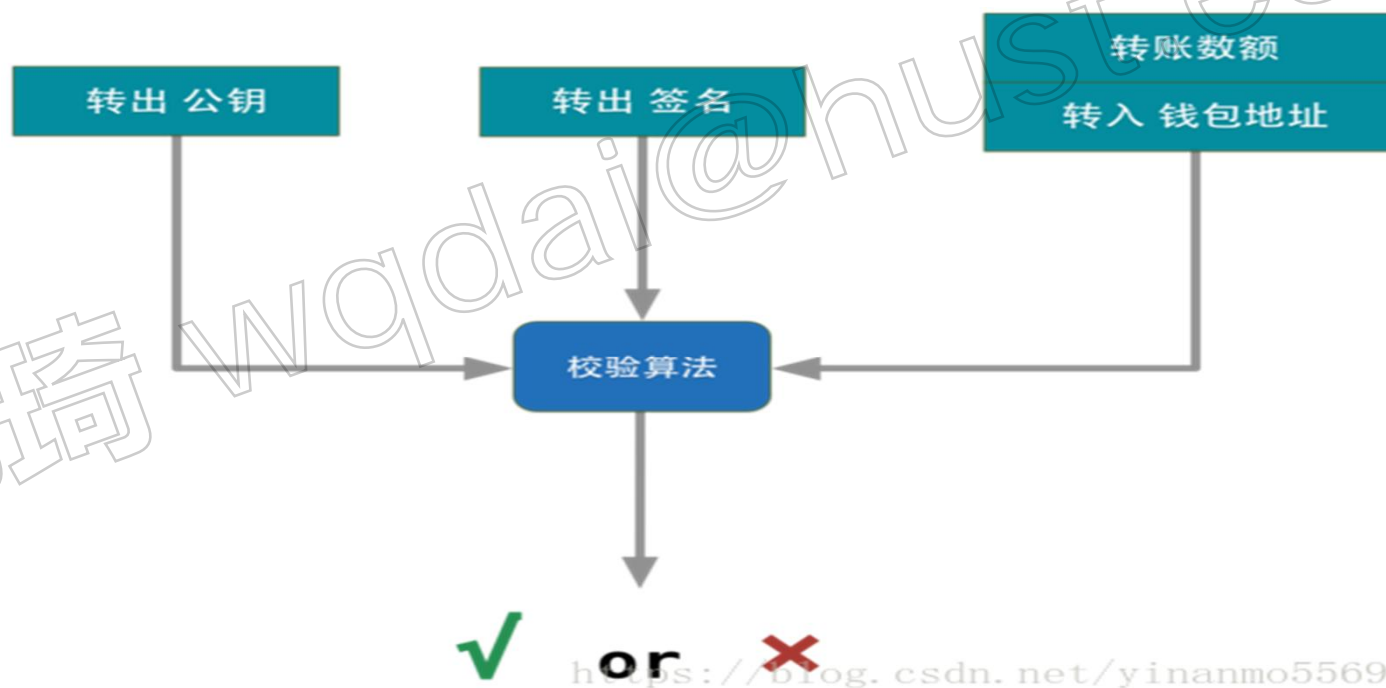 转账数额
转出 公钥
转出 签名
转入 钱包地址
校验算法
琦 wqdai@hust
or
https://blog.csdn.net/yinanmo5569